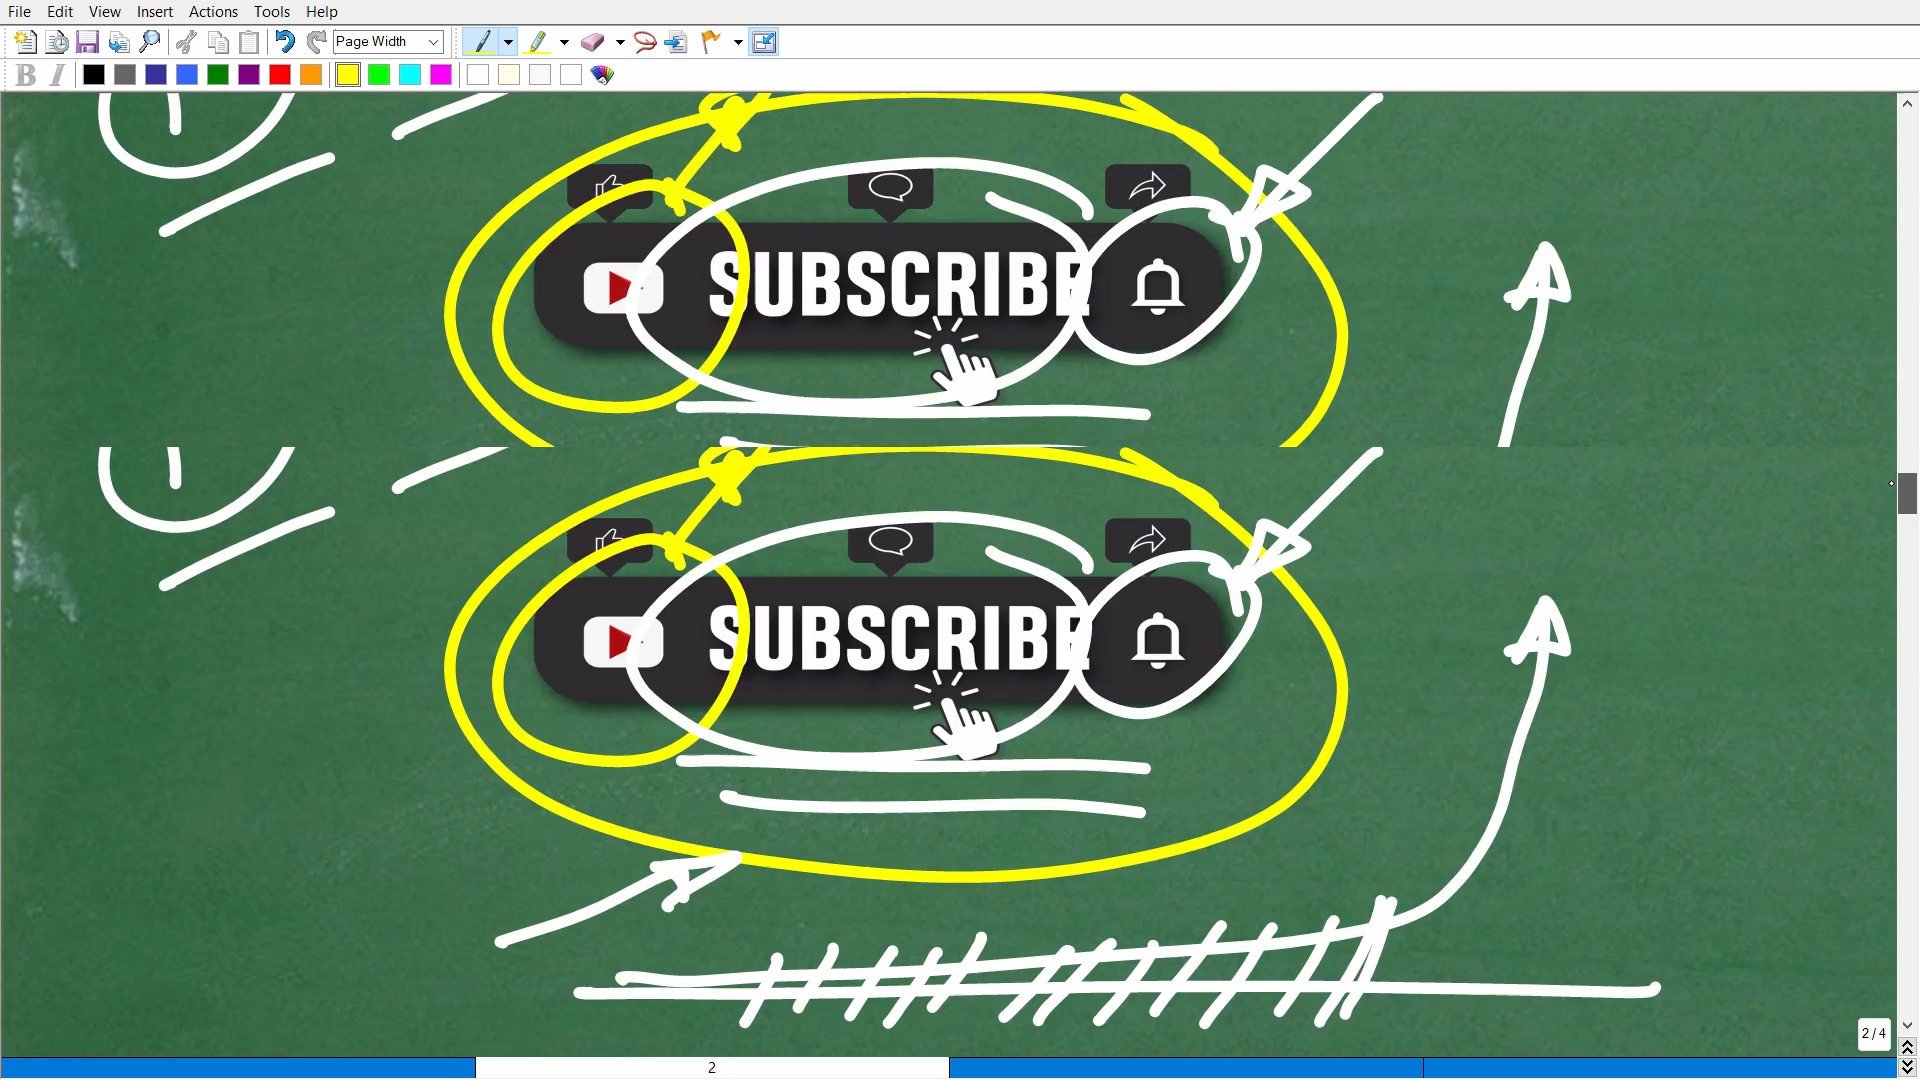 File Edit View Insert Actions Tools Help
Page Width
B I
SUBSCRIBE
SUBSCRIBE
2 / 4
2